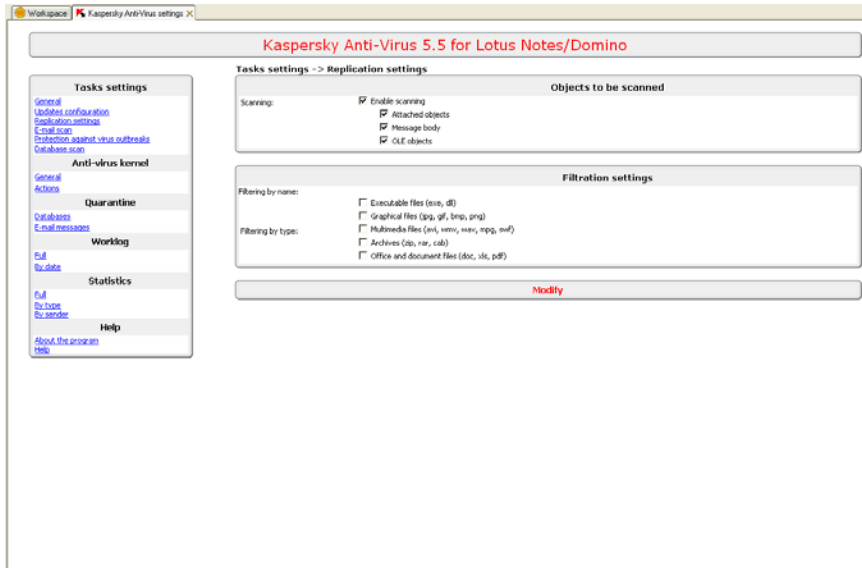 Workspace
Kaspersky Anti-Virus settings
Kaspersky Anti-Virus 5.5 for Lotus Notes/Domino
Tasks settings
General
Updates configuration
Replication settings
E-mail scan
Protection against virus outbreaks
Database scan
Anti-virus kernel
General
Actions
Quarantine
Databases
E-mail messages
Worklog
Full
By date
Statistics
Full
By type
By sender
Help
About the program
Help
Tasks settings -> Replication settings
Objects to be scanned
Scanning:
Enable scanning
Attached objects
Message body
OLE objects
Filtration settings
Filtering by name:
Filtering by type:
Executable files (exe, dll)
Graphical files (jpg, gif, bmp, png)
Multimedia files (avi, wmv, wav, mpg, swf)
Archives (zip, rar, cab)
Office and document files (doc, xls, pdf)
Modify